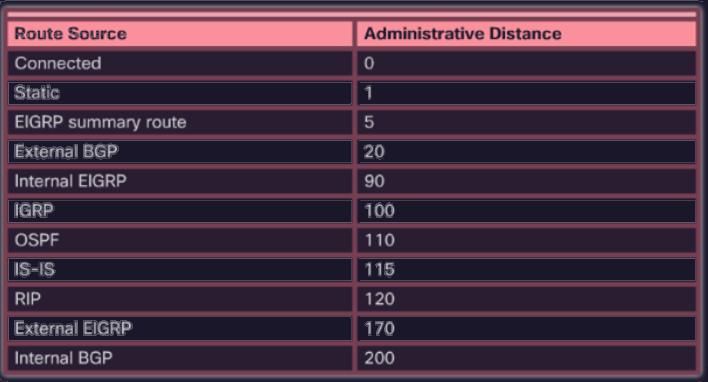 Route Source Administrative Distance
Connected 0
Static 1
EIGRP summary route 5
External BGP 20
Internal EIGRP 90
IGRP 100
OSPF 110
IS-IS 115
RIP 120
External EIGRP 170
Internal BGP 200